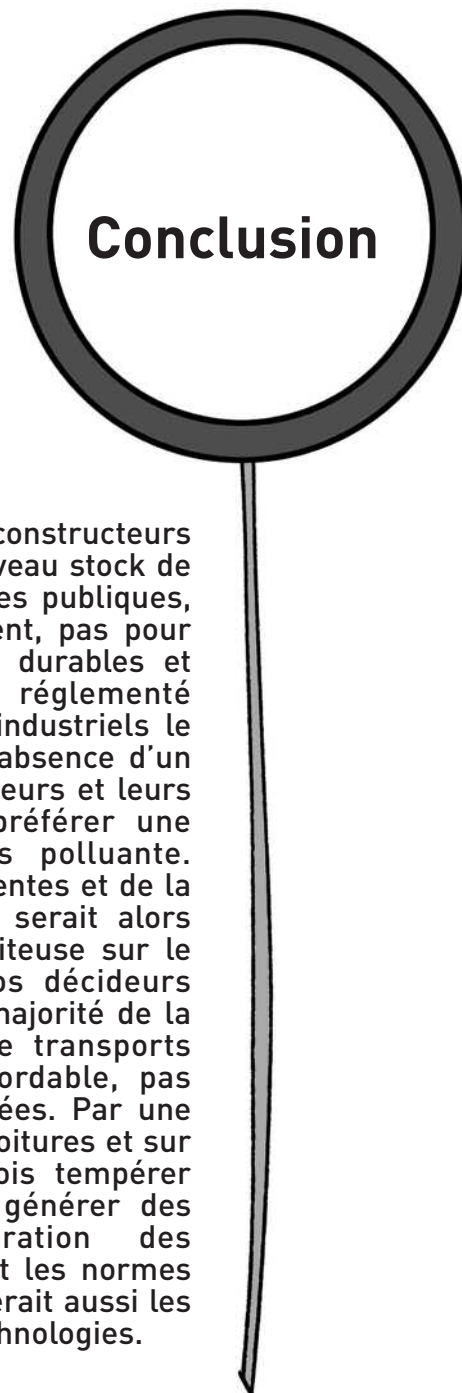 Conclusion
constructeurs
veau stock de
es publiques,
ent, pas pour
durables et
réglementé
industriels le
absence d’un
eurs et leurs
préférer une
s polluante.
entes et de la
serait alors
iteuse sur le
os décideurs
majorité de la
e transports
ordable, pas
ées. Par une
oitures et sur
ois tempérer
générer des
ration des
t les normes
erait aussi les
hnologies.